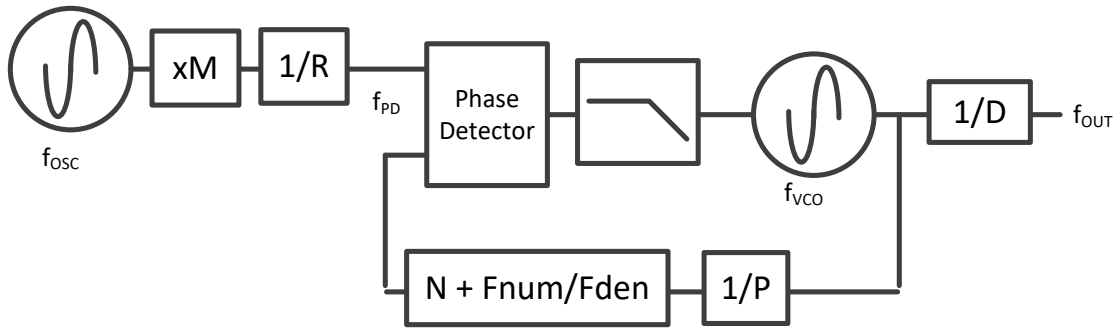 xM
1/R
f_OSC
f_PD
Phase
Detector
f_VCO
1/D
f_OUT
N + Fnum/Fden
1/P